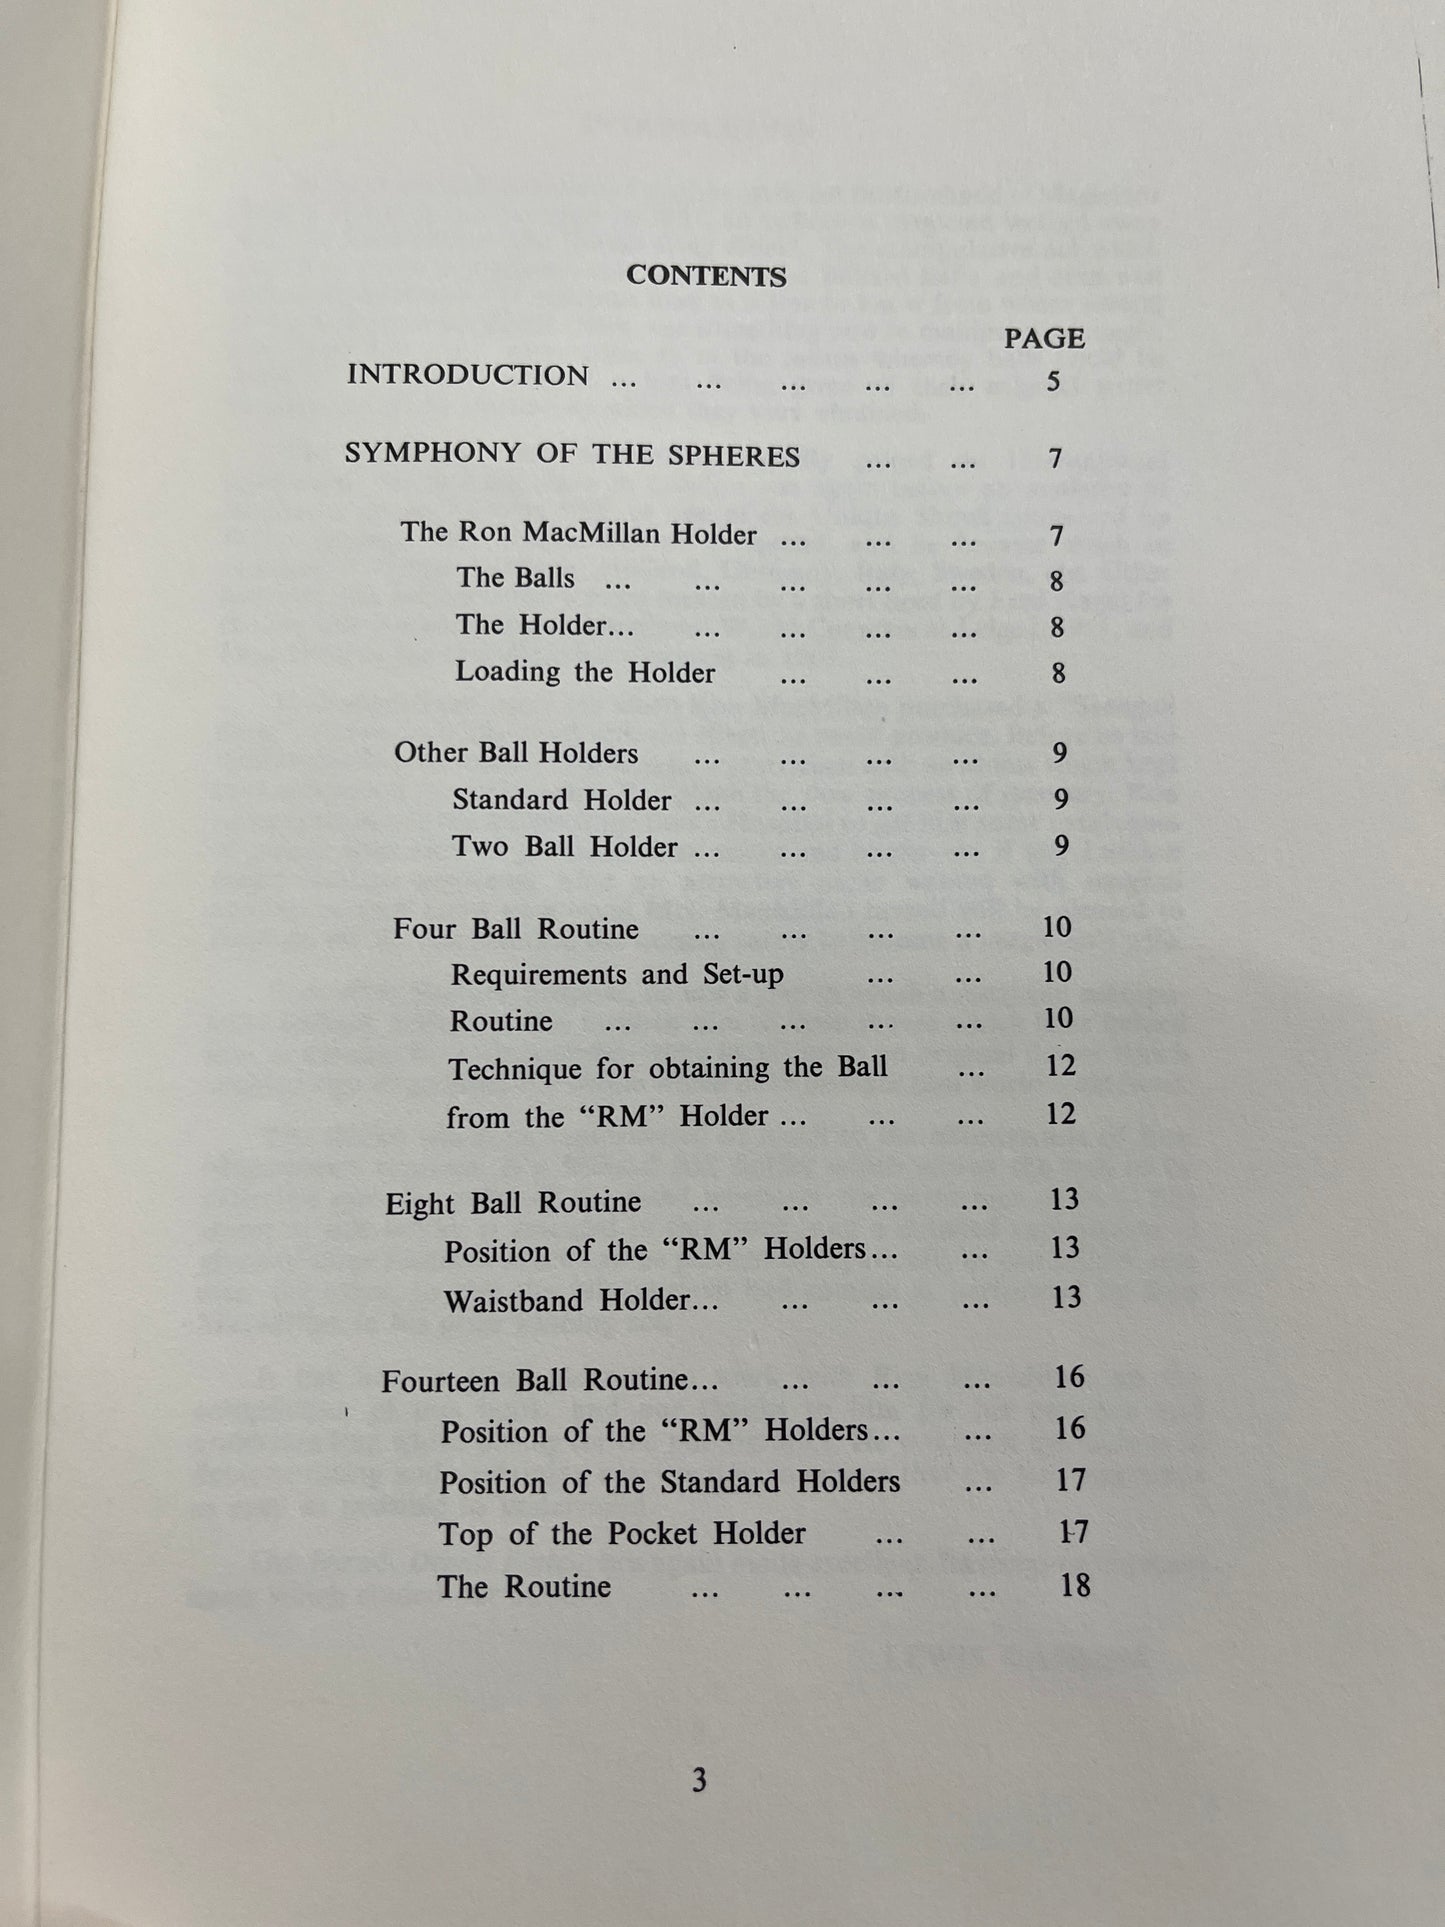 CONTENTS
PAGE
INTRODUCTION ... ... ... ... ... 5
SYMPHONY OF THE SPHERES ... ... 7
The Ron MacMillan Holder ... ... ... 7
The Balls ... ... ... ... ... 8
The Holder... ... ... ... ... 8
Loading the Holder ... ... ... 8
Other Ball Holders ... ... ... ... 9
Standard Holder ... ... ... ... 9
Two Ball Holder ... ... ... ... 9
Four Ball Routine ... ... ... ... 10
Requirements and Set-up ... ... 10
Routine ... ... ... ... ... 10
Technique for obtaining the Ball ... 12
from the “RM” Holder ... ... ... 12
Eight Ball Routine ... ... ... ... 13
Position of the “RM” Holders... ... 13
Waistband Holder... ... ... ... 13
Fourteen Ball Routine... ... ... ... 16
Position of the “RM” Holders... ... 16
Position of the Standard Holders ... 17
Top of the Pocket Holder ... ... 17
The Routine ... ... ... ... 18
3